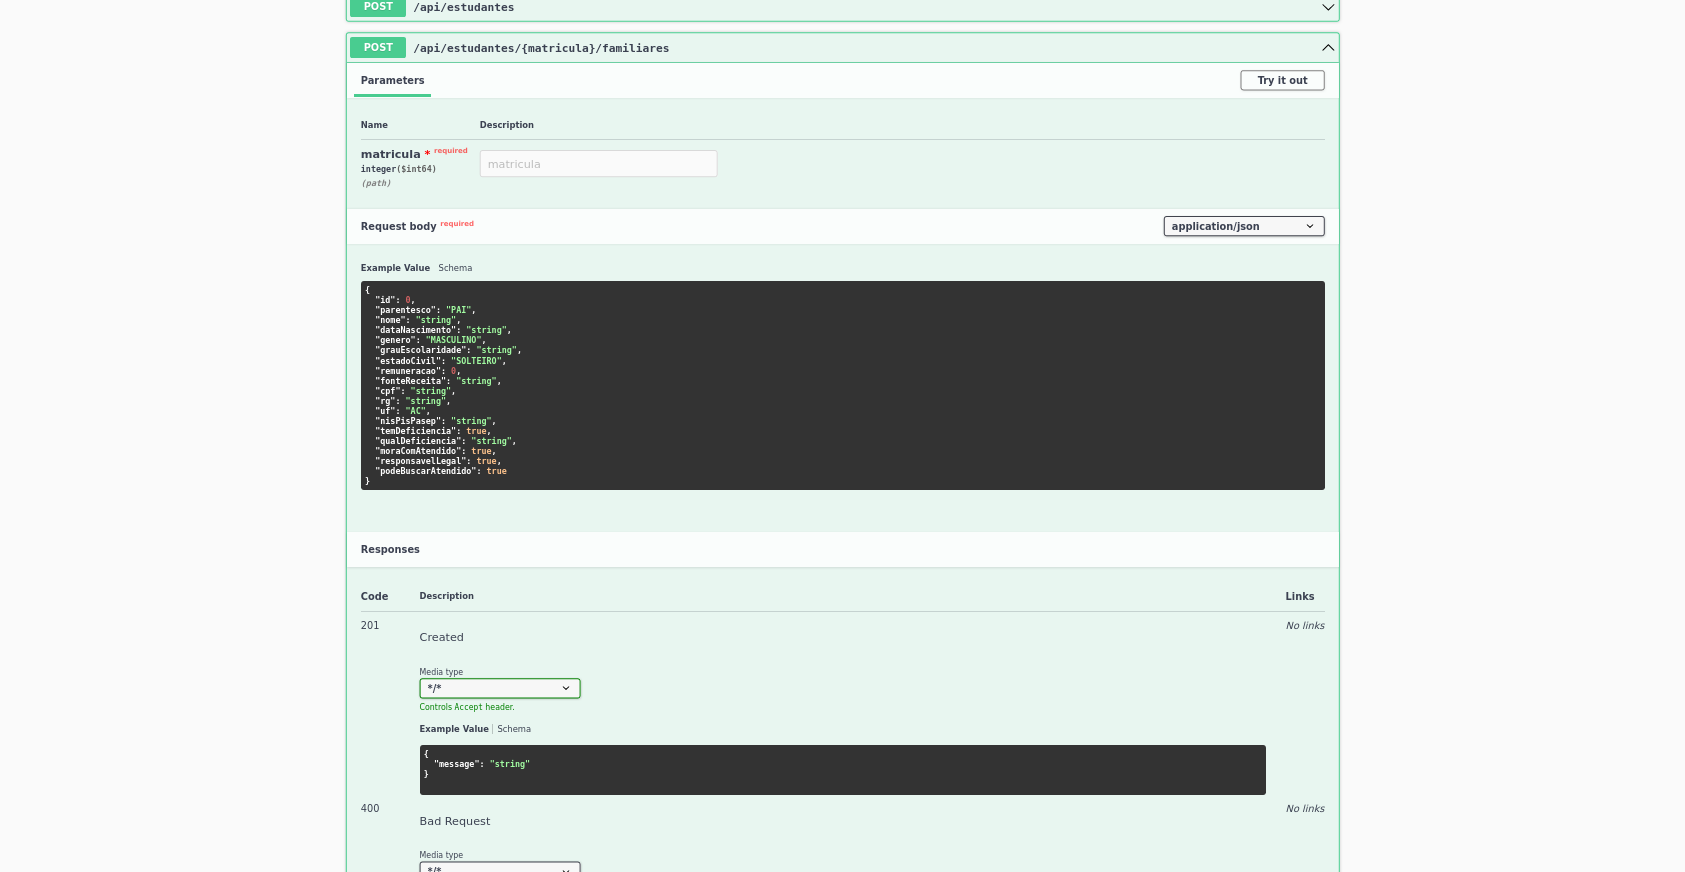 POST /api/estudantes
POST /api/estudantes/{matricula}/familiares
Parameters
Try it out
Name Description
matricula * required
integer($int64)
(path)
matricula
Request body required
application/json
Example Value Schema
{
"id": 0,
"parentesco": "PAI",
"nome": "string",
"dataNascimento": "string",
"genero": "MASCULINO",
"grauEscolaridade": "string",
"estadoCivil": "SOLTEIRO",
"remuneracao": 0,
"fonteReceita": "string",
"cpf": "string",
"rg": "string",
"uf": "AC",
"nisPisPasep": "string",
"temDeficiencia": true,
"qualDeficiencia": "string",
"moraComAtendido": true,
"responsavelLegal": true,
"podeBuscarAtendido": true
}
Responses
Code Description Links
201 No links
Created
Media type
*/*
Controls Accept header.
Example Value Schema
{
"message": "string"
}
400 No links
Bad Request
Media type
*/*